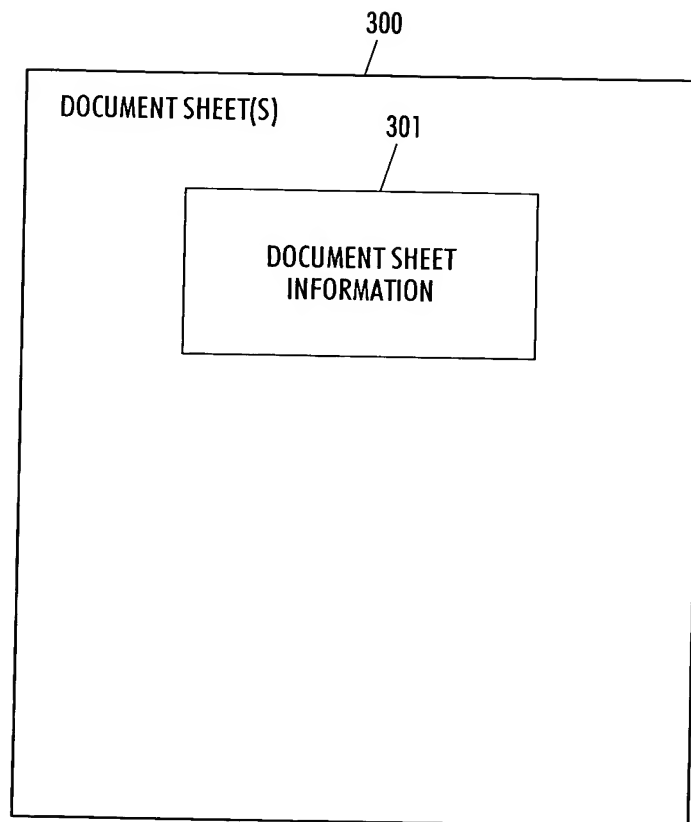 300
DOCUMENT SHEET(S)
301
DOCUMENT SHEET
INFORMATION